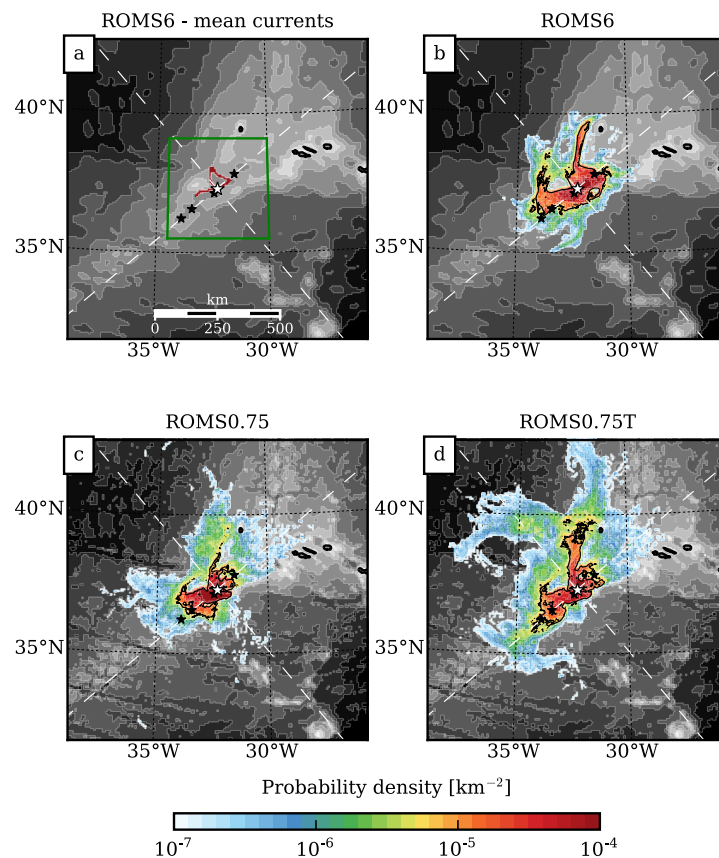 ROMS6 - mean currents
a
40°N
35°N
km
0 250 500
35°W 30°W
ROMS6
b
40°N
35°N
35°W 30°W
ROMS0.75
c
40°N
35°N
35°W 30°W
ROMS0.75T
d
40°N
35°N
35°W 30°W
Probability density [km⁻²]
10⁻⁷ 10⁻⁶ 10⁻⁵ 10⁻⁴